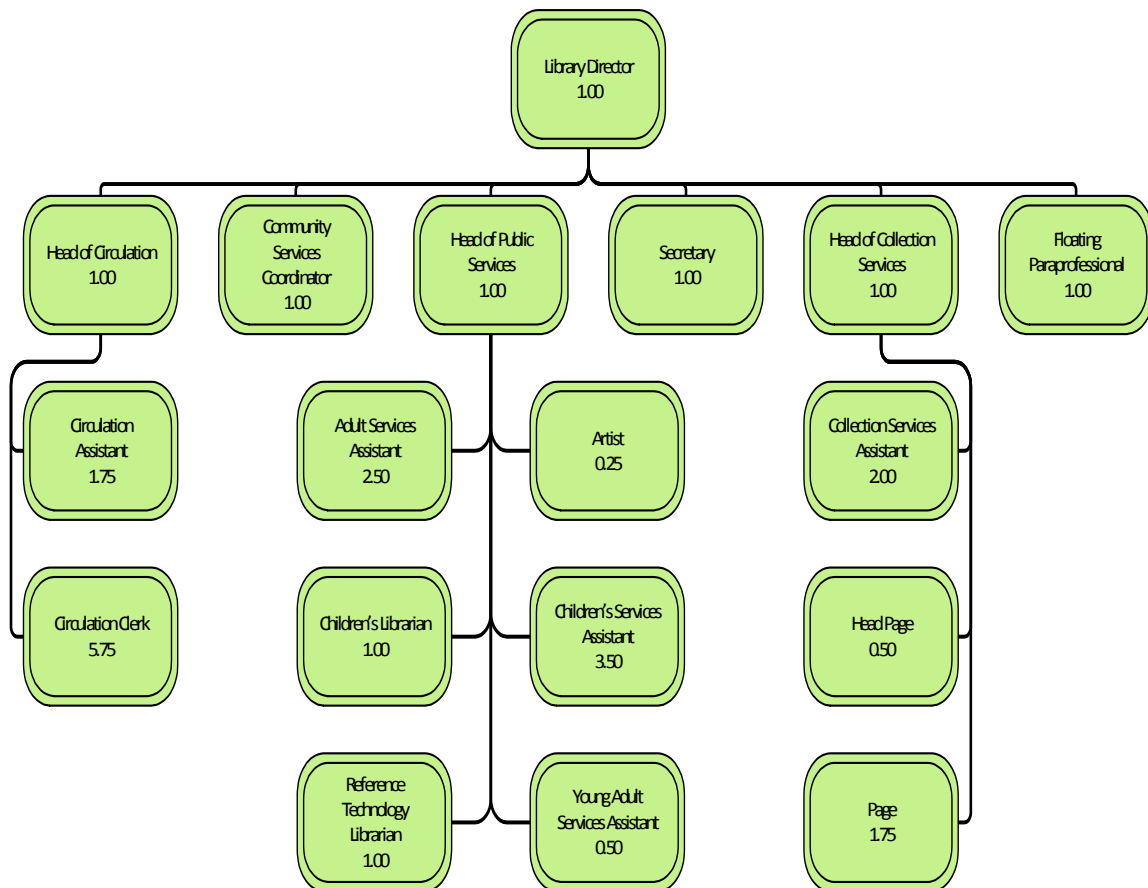 Library Director
1.00
Head of Circulation
1.00
Community
Services
Coordinator
1.00
Head of Public
Services
1.00
Secretary
1.00
Head of Collection
Services
1.00
Floating
Paraprofessional
1.00
Circulation
Assistant
1.75
Adult Services
Assistant
2.50
Artist
0.25
Collection Services
Assistant
2.00
Circulation Clerk
5.75
Children's Librarian
1.00
Children's Services
Assistant
3.50
Head Page
0.50
Reference
Technology
Librarian
1.00
Young Adult
Services Assistant
0.50
Page
1.75